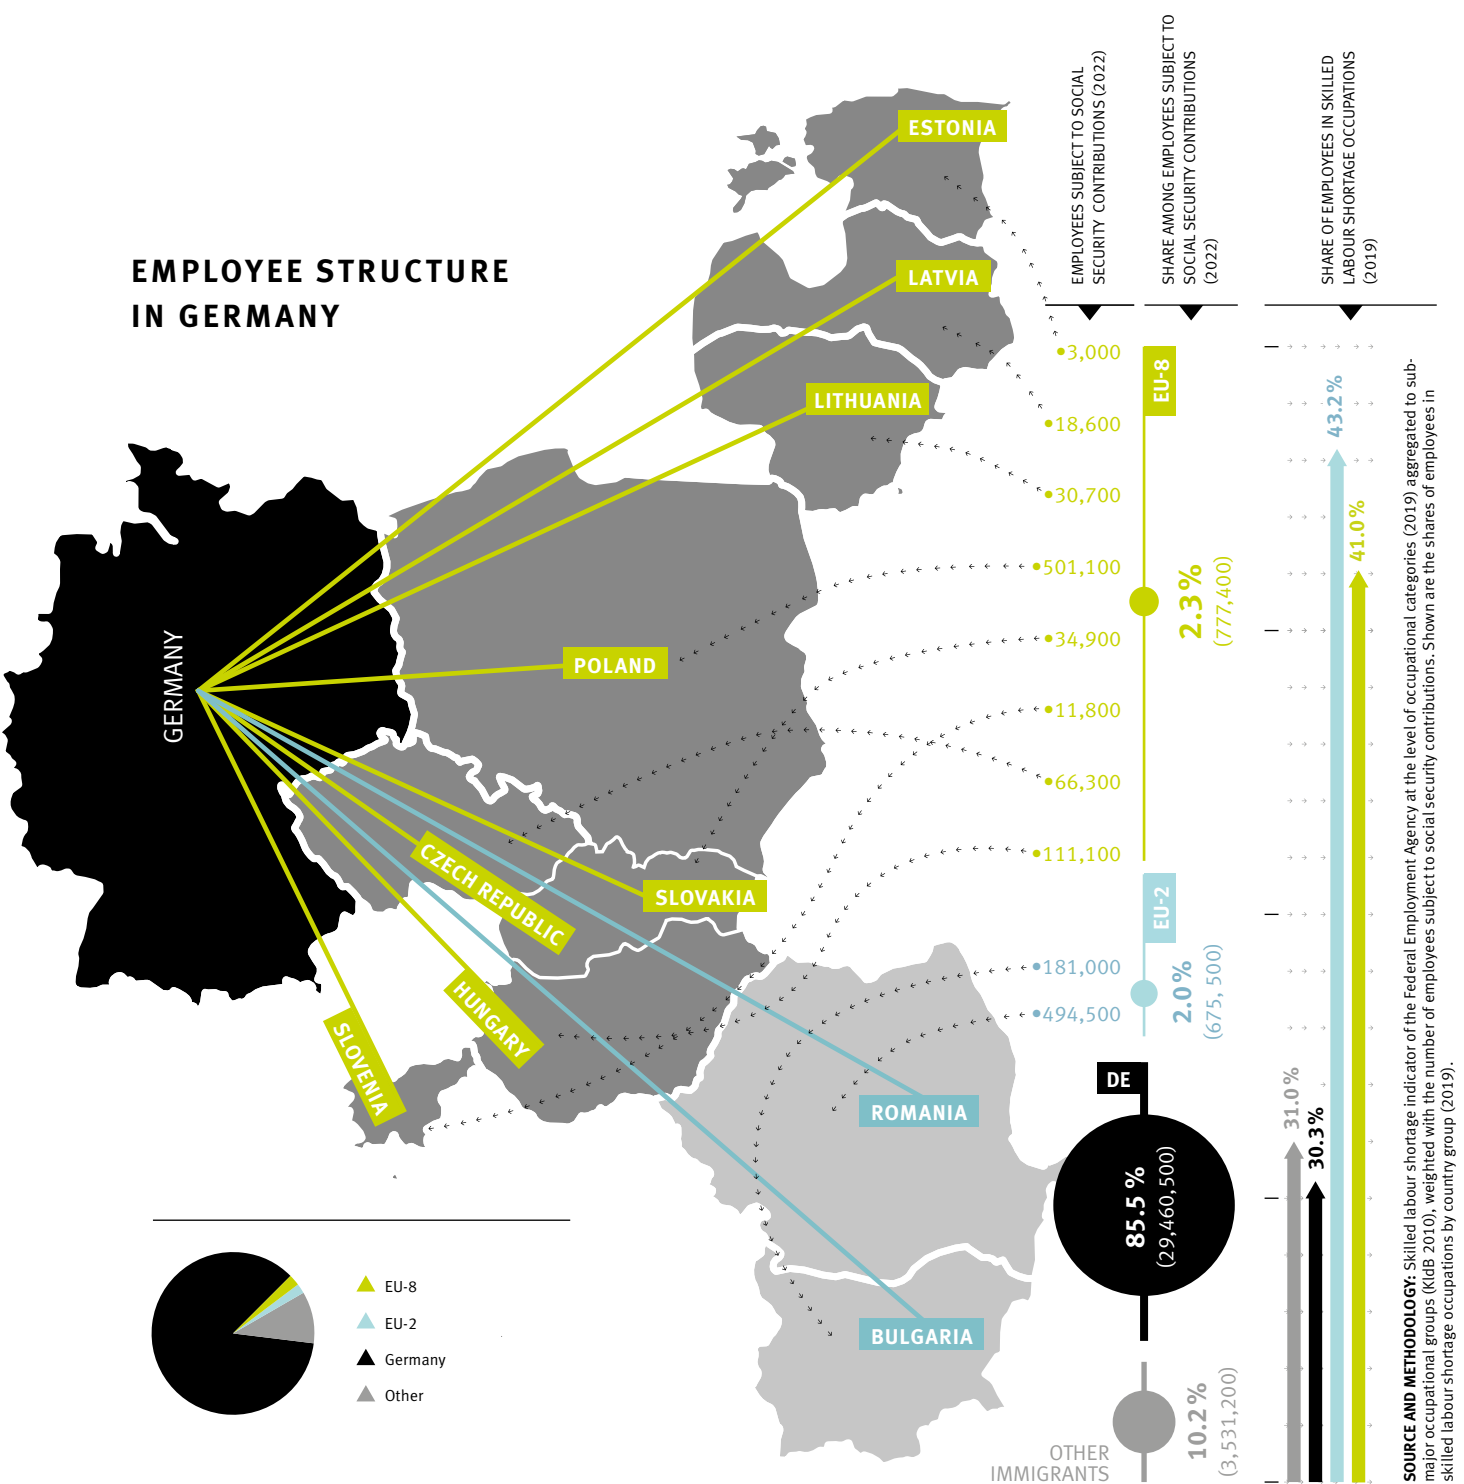 EMPLOYEE STRUCTURE
IN GERMANY
ESTONIA
LATVIA
LITHUANIA
POLAND
GERMANY
CZECH REPUBLIC
SLOVAKIA
HUNGARY
SLOVENIA
ROMANIA
BULGARIA
EMPLOYEES SUBJECT TO SOCIAL
SECURITY CONTRIBUTIONS (2022)
SHARE AMONG EMPLOYEES SUBJECT TO
SOCIAL SECURITY CONTRIBUTIONS
(2022)
SHARE OF EMPLOYEES IN SKILLED
LABOUR SHORTAGE OCCUPATIONS
(2019)
3,000
18,600
30,700
501,100
34,900
11,800
66,300
111,100
181,000
494,500
EU-8
2.3 %
(777,400)
EU-2
2.0 %
(675, 500)
DE
85.5 %
(29,460,500)
10.2 %
(3,531,200)
OTHER
IMMIGRANTS
31.0 %
30.3 %
43.2 %
41.0 %
EU-8
EU-2
Germany
Other
SOURCE AND METHODOLOGY: Skilled labour shortage indicator of the Federal Employment Agency at the level of occupational categories (2019) aggregated to sub-
major occupational groups (KldB 2010), weighted with the number of employees subject to social security contributions. Shown are the shares of employees in
skilled labour shortage occupations by country group (2019).